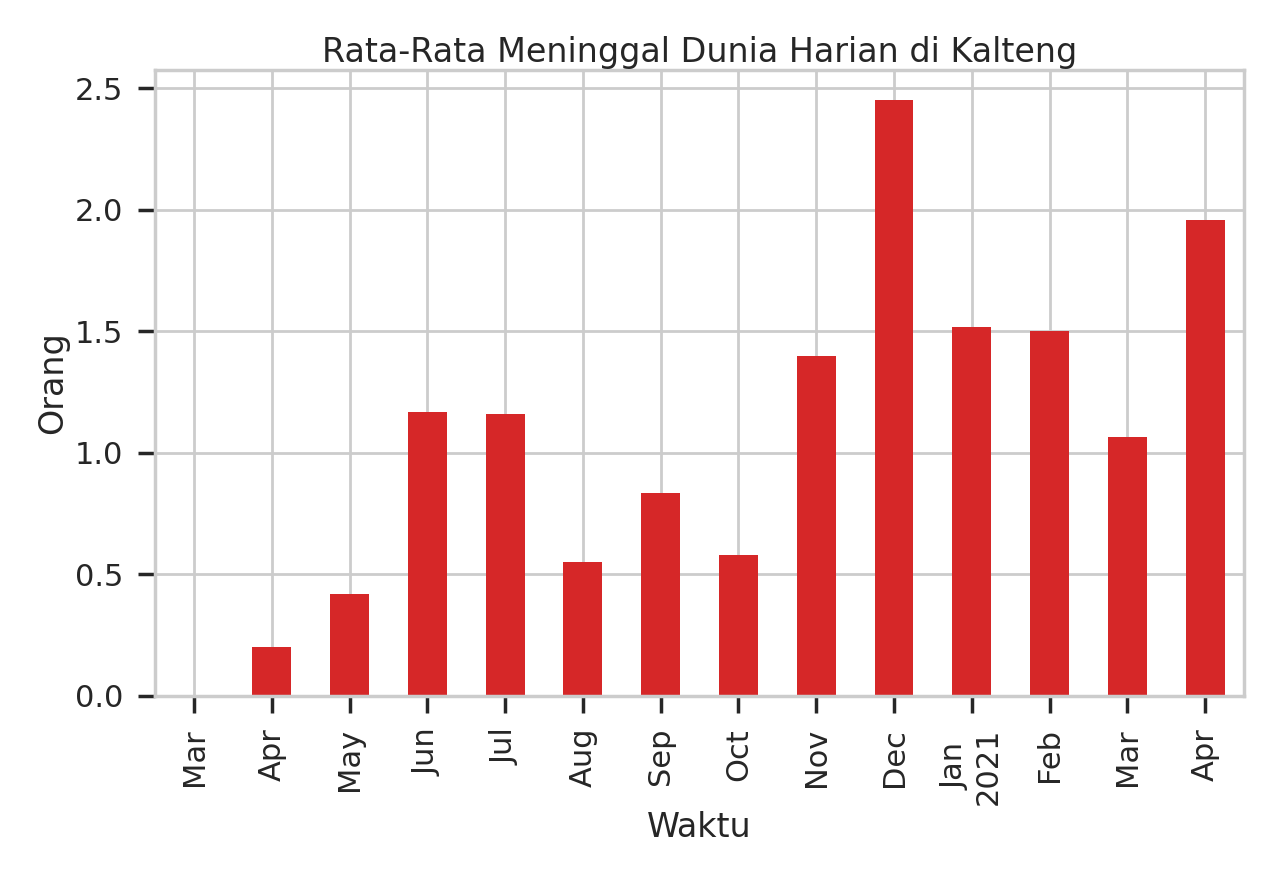 Rata-Rata Meninggal Dunia Harian di Kalteng
2.5
2.0
1.5
1.0
0.5
0.0
Orang
Mar
Apr
May
Jun
Jul
Aug
Sep
Oct
Nov
Dec
Jan
2021
Feb
Mar
Apr
Waktu